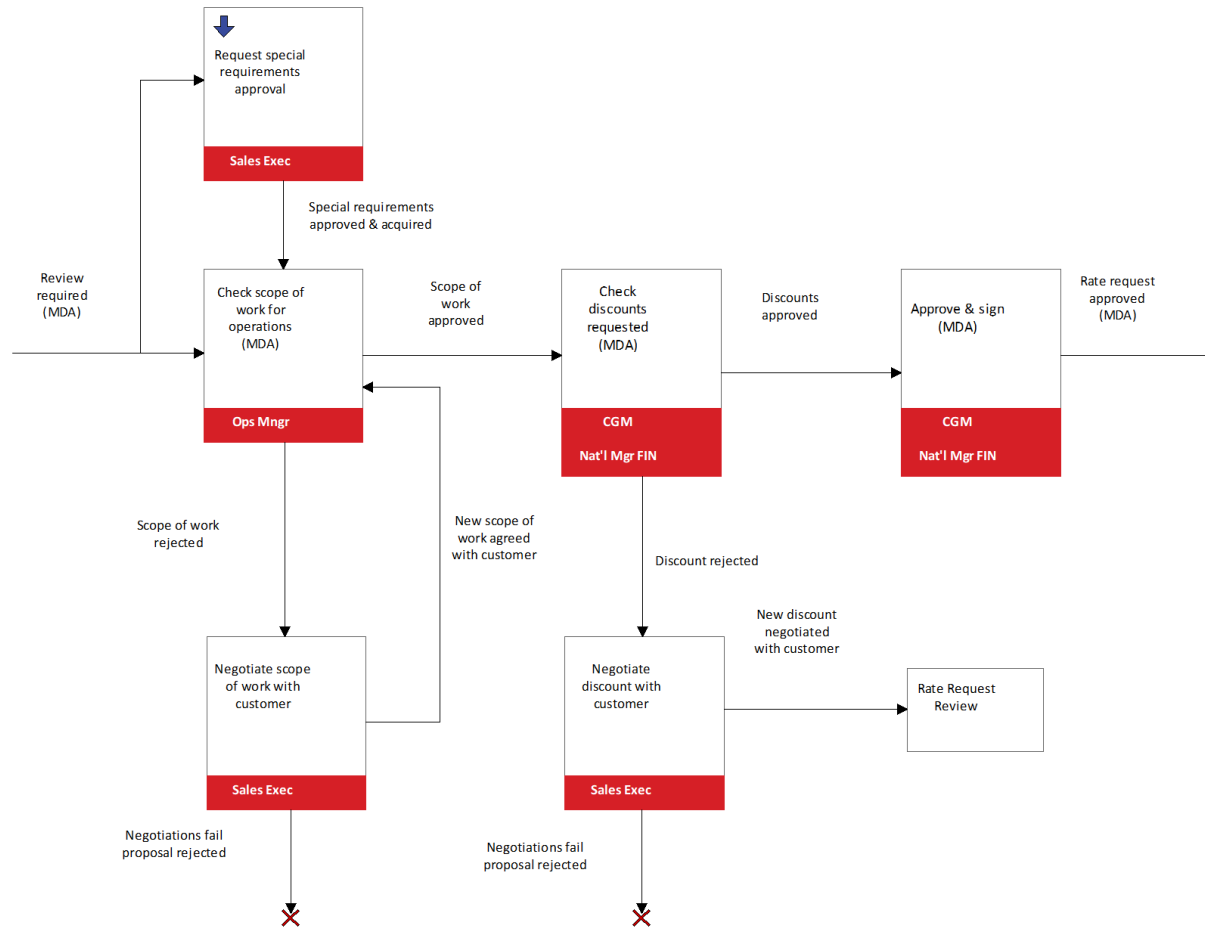 Request special
requirements
approval
Sales Exec
Special requirements
approved & acquired
Review
required
(MDA)
Check scope of
work for
operations
(MDA)
Ops Mngr
Scope of
work
approved
Check
discounts
requested
(MDA)
CGM
Nat'l Mgr FIN
Discounts
approved
Approve & sign
(MDA)
CGM
Nat'l Mgr FIN
Rate request
approved
(MDA)
Scope of work
rejected
New scope of
work agreed
with customer
Discount rejected
Negotiate scope
of work with
customer
Sales Exec
Negotiate
discount with
customer
Sales Exec
New discount
negotiated
with customer
Rate Request
Review
Negotiations fail
proposal rejected
Negotiations fail
proposal rejected